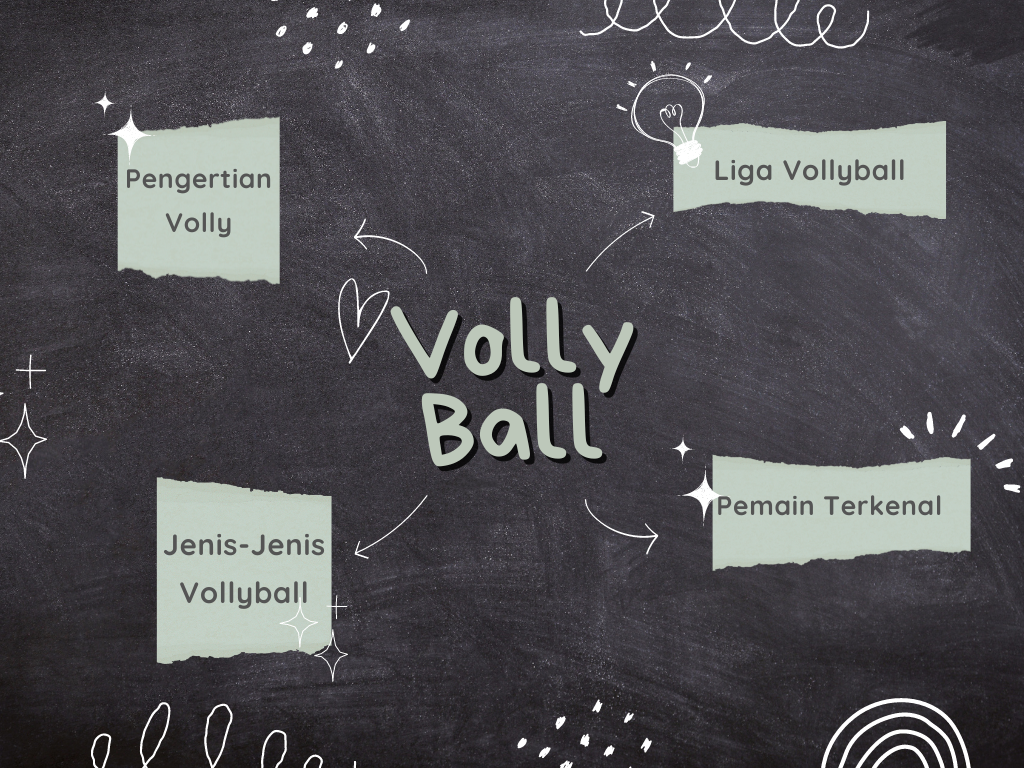 Pengertian
Volly
Liga Vollyball
Volly
Ball
Jenis-Jenis
Vollyball
Pemain Terkenal